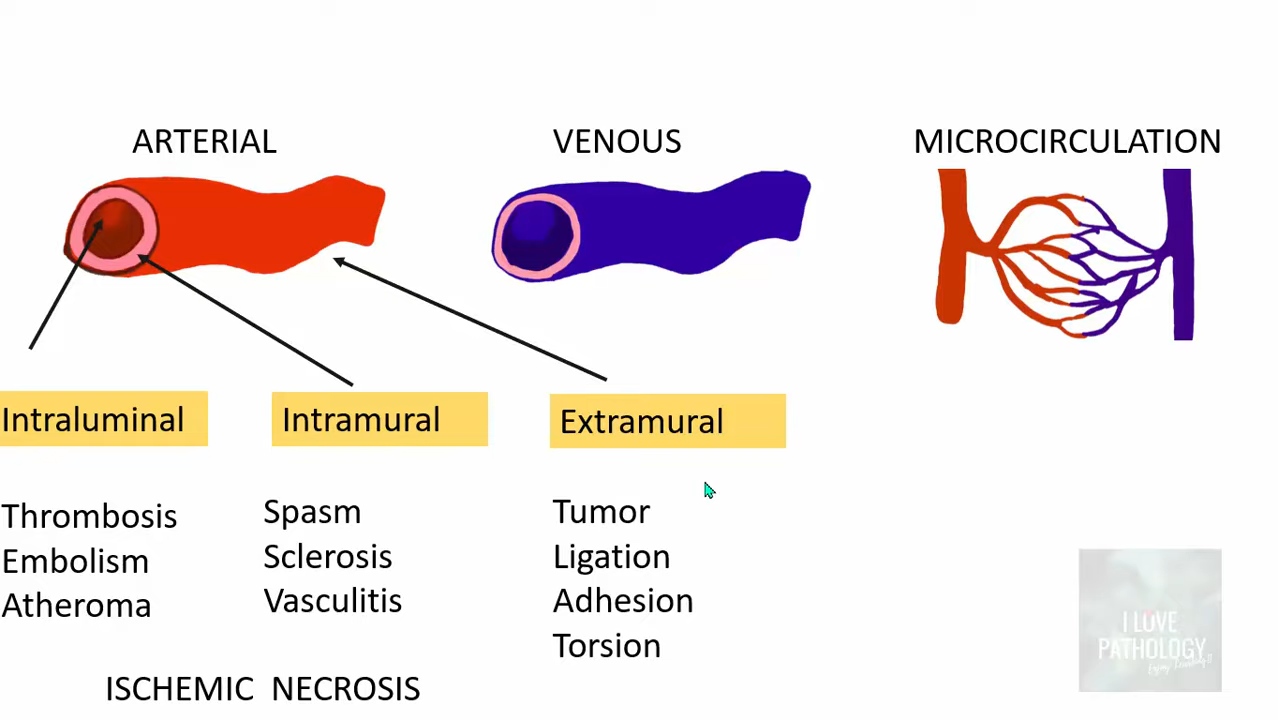 ARTERIAL
VENOUS
MICROCIRCULATION
Intraluminal
Intramural
Extramural
Thrombosis
Embolism
Atheroma
Spasm
Sclerosis
Vasculitis
Tumor
Ligation
Adhesion
Torsion
ISCHEMIC NECROSIS
I LOVE
PATHOLOGY
Enjoy